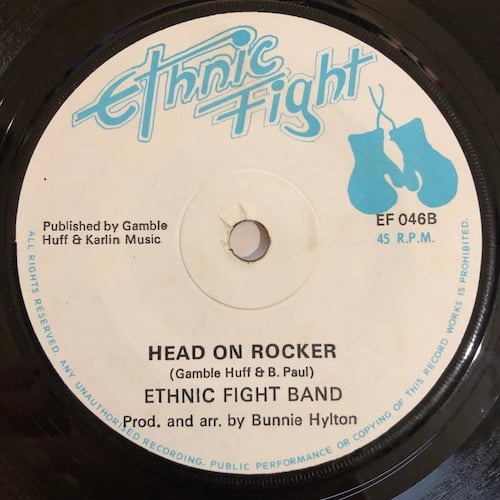 Ethnic
Fight
Published by Gamble
Huff & Karlin Music
EF 046B
45 R.P.M.
HEAD ON ROCKER
(Gamble Huff & B. Paul)
ETHNIC FIGHT BAND
Prod. and arr. by Bunnie Hylton
ALL RIGHTS RESERVED ANY UNAUTHORISED RECORDING, PUBLIC PERFORMANCE OR COPYING OF THIS RECORD WORKS IS PROHIBITED.